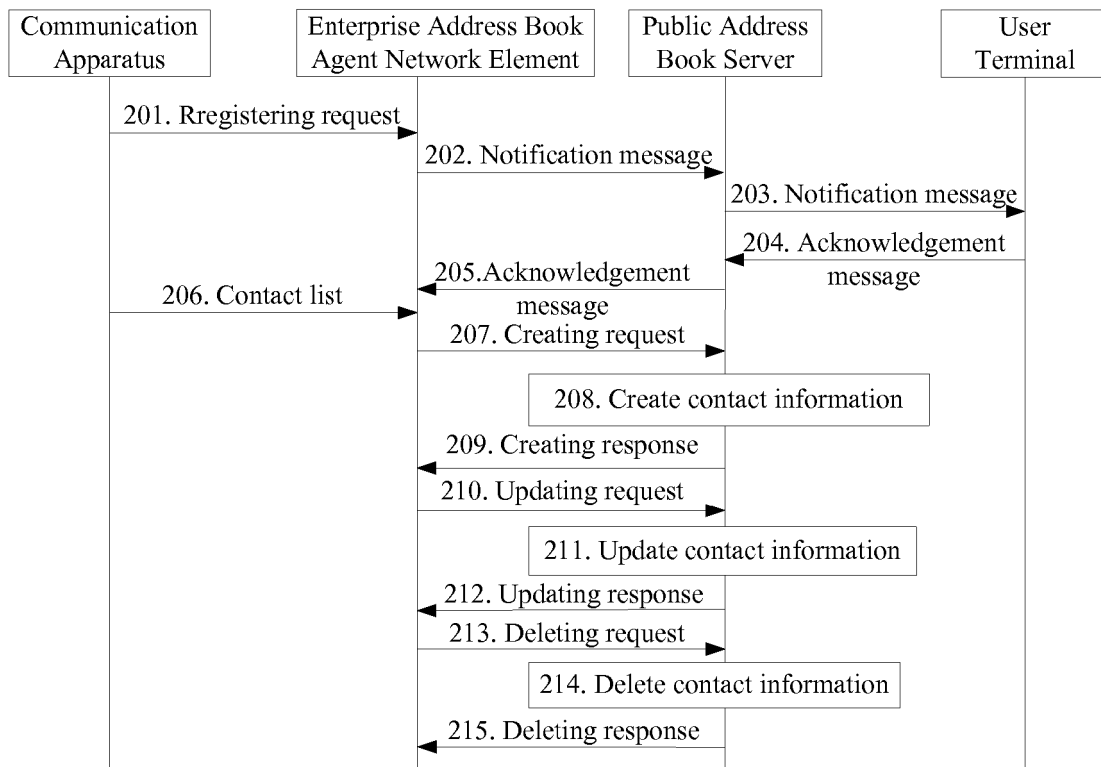 Communication
Apparatus
Enterprise Address Book
Agent Network Element
Public Address
Book Server
User
Terminal
201. Rregistering request
202. Notification message
203. Notification message
204. Acknowledgement
message
205.Acknowledgement
message
206. Contact list
207. Creating request
208. Create contact information
209. Creating response
210. Updating request
211. Update contact information
212. Updating response
213. Deleting request
214. Delete contact information
215. Deleting response